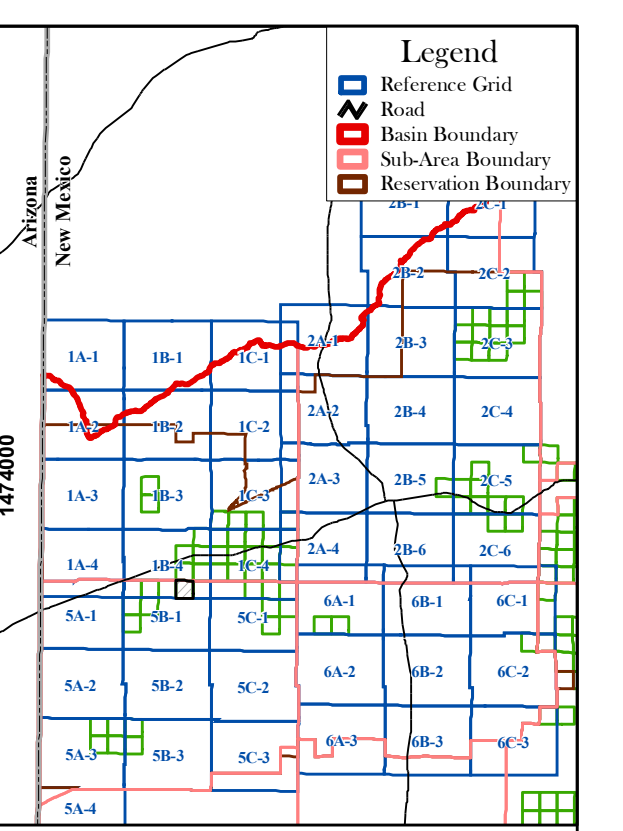 Legend
Reference Grid
Road
Basin Boundary
Sub-Area Boundary
Reservation Boundary
Arizona
New Mexico
1474000
2B-1
2C-1
2B-2
2C-2
2A-1
2B-3
2C-3
1A-1
1B-1
1C-1
2A-2
2B-4
2C-4
1A-2
1B-2
1C-2
2A-3
2B-5
2C-5
1A-3
1B-3
1C-3
2A-4
2B-6
2C-6
1A-4
1B-4
1C-4
6A-1
6B-1
6C-1
5A-1
5B-1
5C-1
6A-2
6B-2
6C-2
5A-2
5B-2
5C-2
6A-3
6B-3
6C-3
5A-3
5B-3
5C-3
5A-4